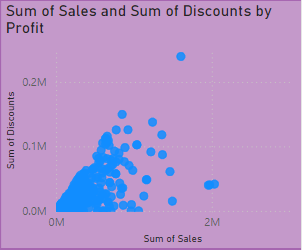 Sum of Sales and Sum of Discounts by
Profit
0.2M
0.1M
0.0M
Sum of Discounts
0M
2M
Sum of Sales